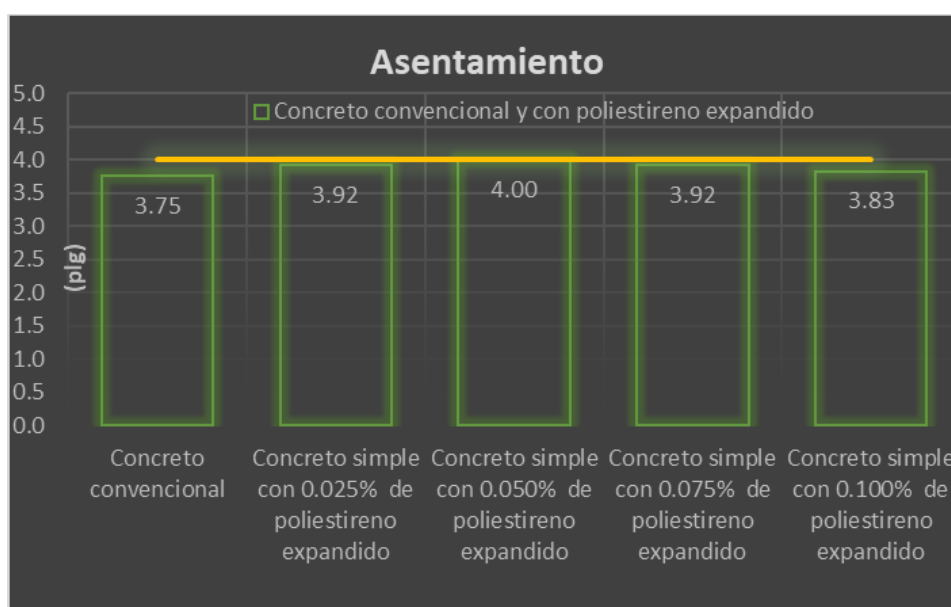 Asentamiento
5.0
Concreto convencional y con poliestireno expandido
4.5
4.0
3.5
3.0
2.5
2.0
1.5
1.0
0.5
0.0
(plg)
3.75
3.92
4.00
3.92
3.83
Concreto
convencional
Concreto simple
con 0.025% de
poliestireno
expandido
Concreto simple
con 0.050% de
poliestireno
expandido
Concreto simple
con 0.075% de
poliestireno
expandido
Concreto simple
con 0.100% de
poliestireno
expandido